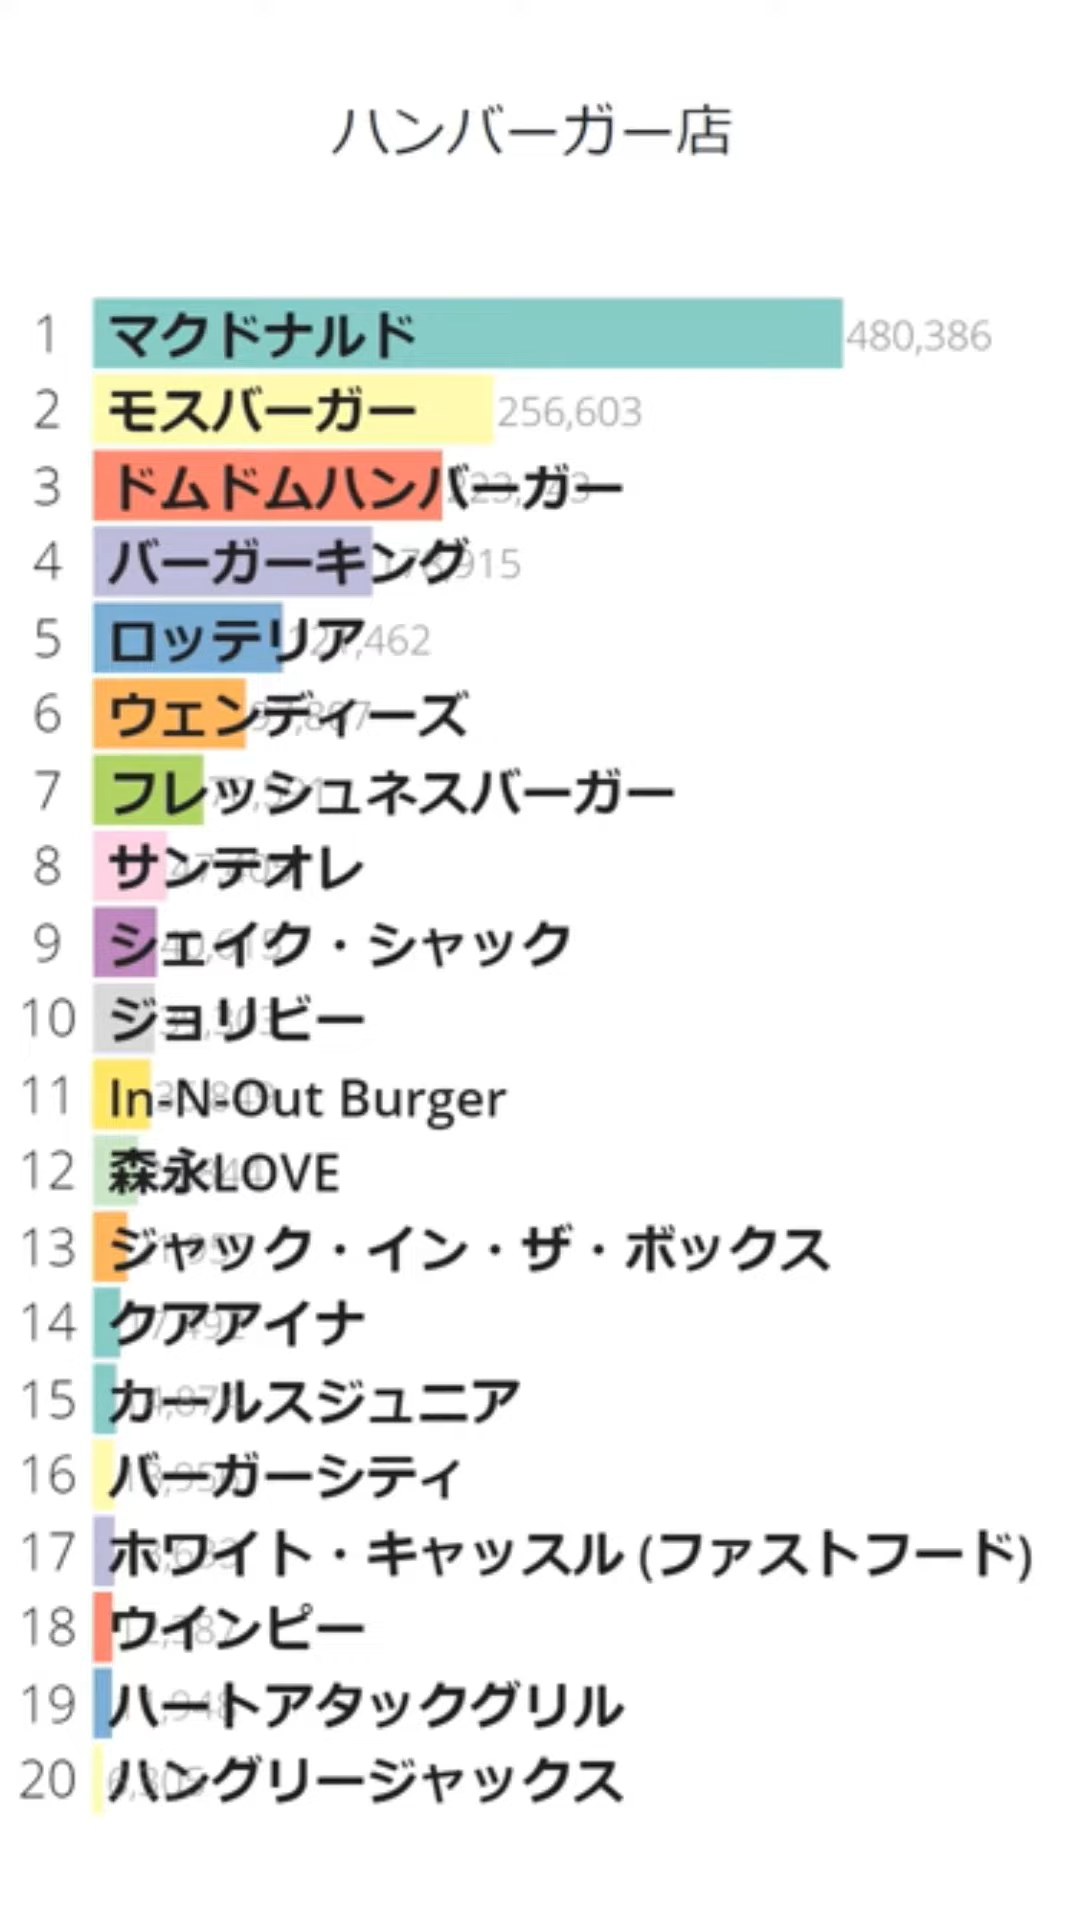 ハンバーガー店
1 マクドナルド 480,386
2 モスバーガー 256,603
3 ドムドムハンバーガー
4 バーガーキング
5 ロッテリア
6 ウェンディーズ
7 フレッシュネスバーガー
8 サンテオレ
9 シェイク・シャック
10 ジョリビー
11 In-N-Out Burger
12 森永LOVE
13 ジャック・イン・ザ・ボックス
14 クアアイナ
15 カールスジュニア
16 バーガーシティ
17 ホワイト・キャッスル (ファストフード)
18 ウインピー
19 ハートアタックグリル
20 ハングリージャックス